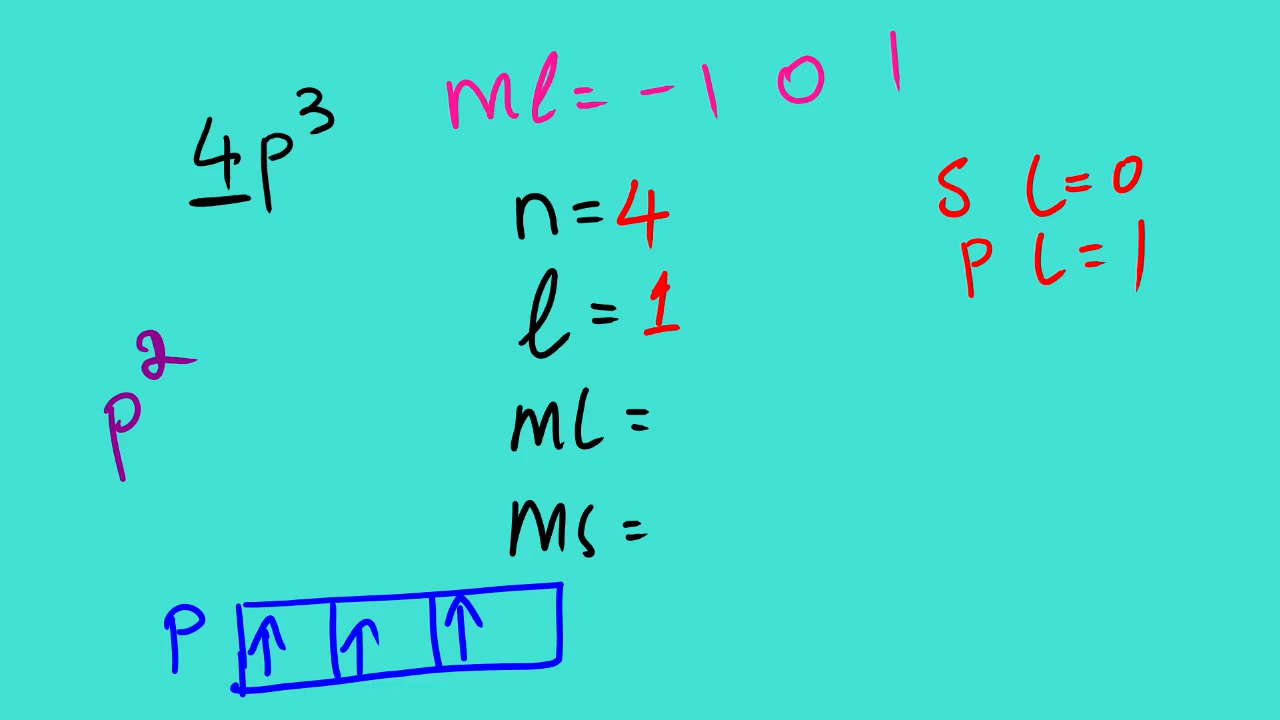 ml = -1 0 1
4p³
s l = 0
n = 4
p l = 1
l = 1
p²
ml =
ms =
p ↑ ↑ ↑